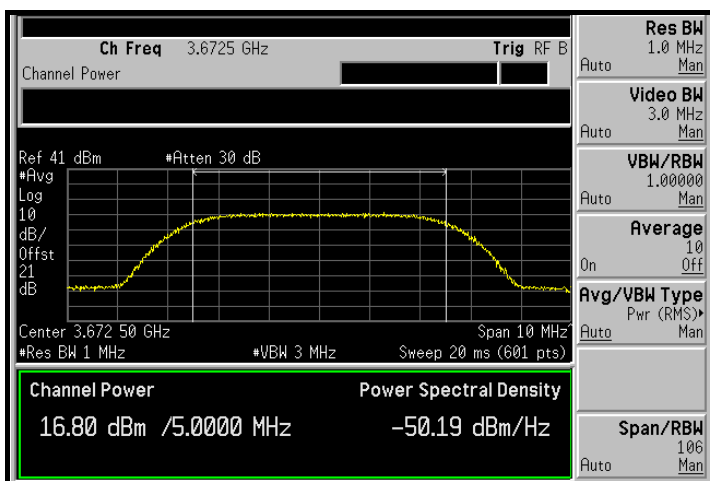 Ch Freq 3.6725 GHz Trig RF B
Channel Power
Ref 41 dBm #Atten 30 dB
#Avg
Log
10
dB/
Offst
21
dB
Center 3.672 50 GHz Span 10 MHz^
#Res BW 1 MHz #VBW 3 MHz Sweep 20 ms (601 pts)
Channel Power Power Spectral Density
16.80 dBm /5.0000 MHz -50.19 dBm/Hz
Res BW
1.0 MHz
Auto Man
Video BW
3.0 MHz
Auto Man
VBW/RBW
1.00000
Auto Man
Average
10
On Off
Avg/VBW Type
Pwr (RMS)▸
Auto Man
Span/RBW
106
Auto Man